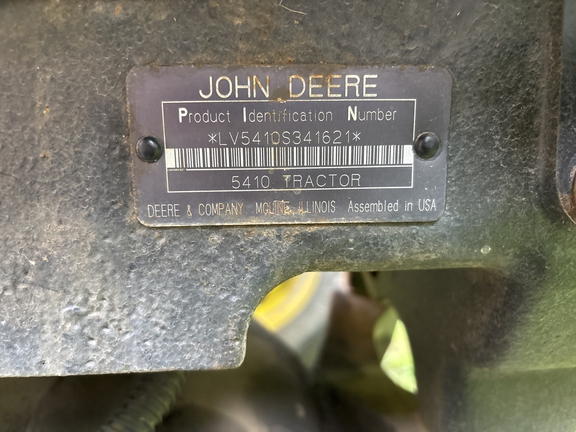 JOHN DEERE
Product Identification Number
*LV5410S341621*
5410 TRACTOR
DEERE & COMPANY MOLINE, ILLINOIS Assembled in USA